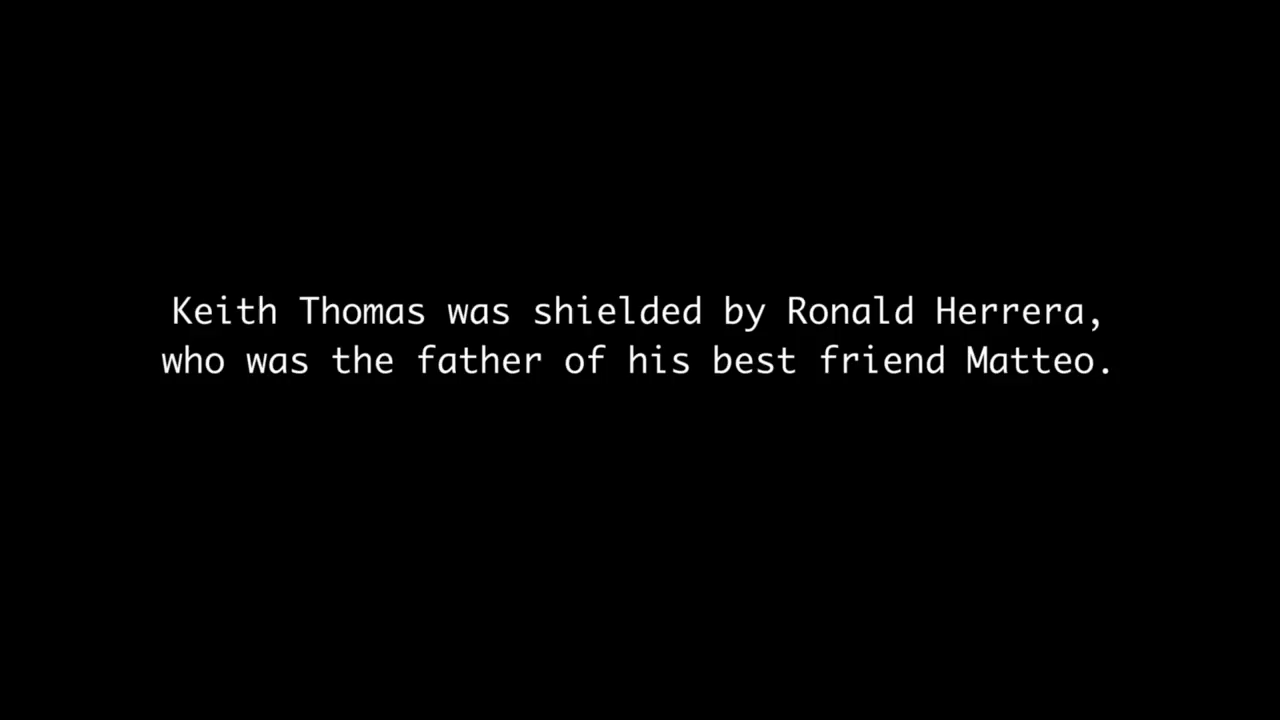 Keith Thomas was shielded by Ronald Herrera,
who was the father of his best friend Matteo.